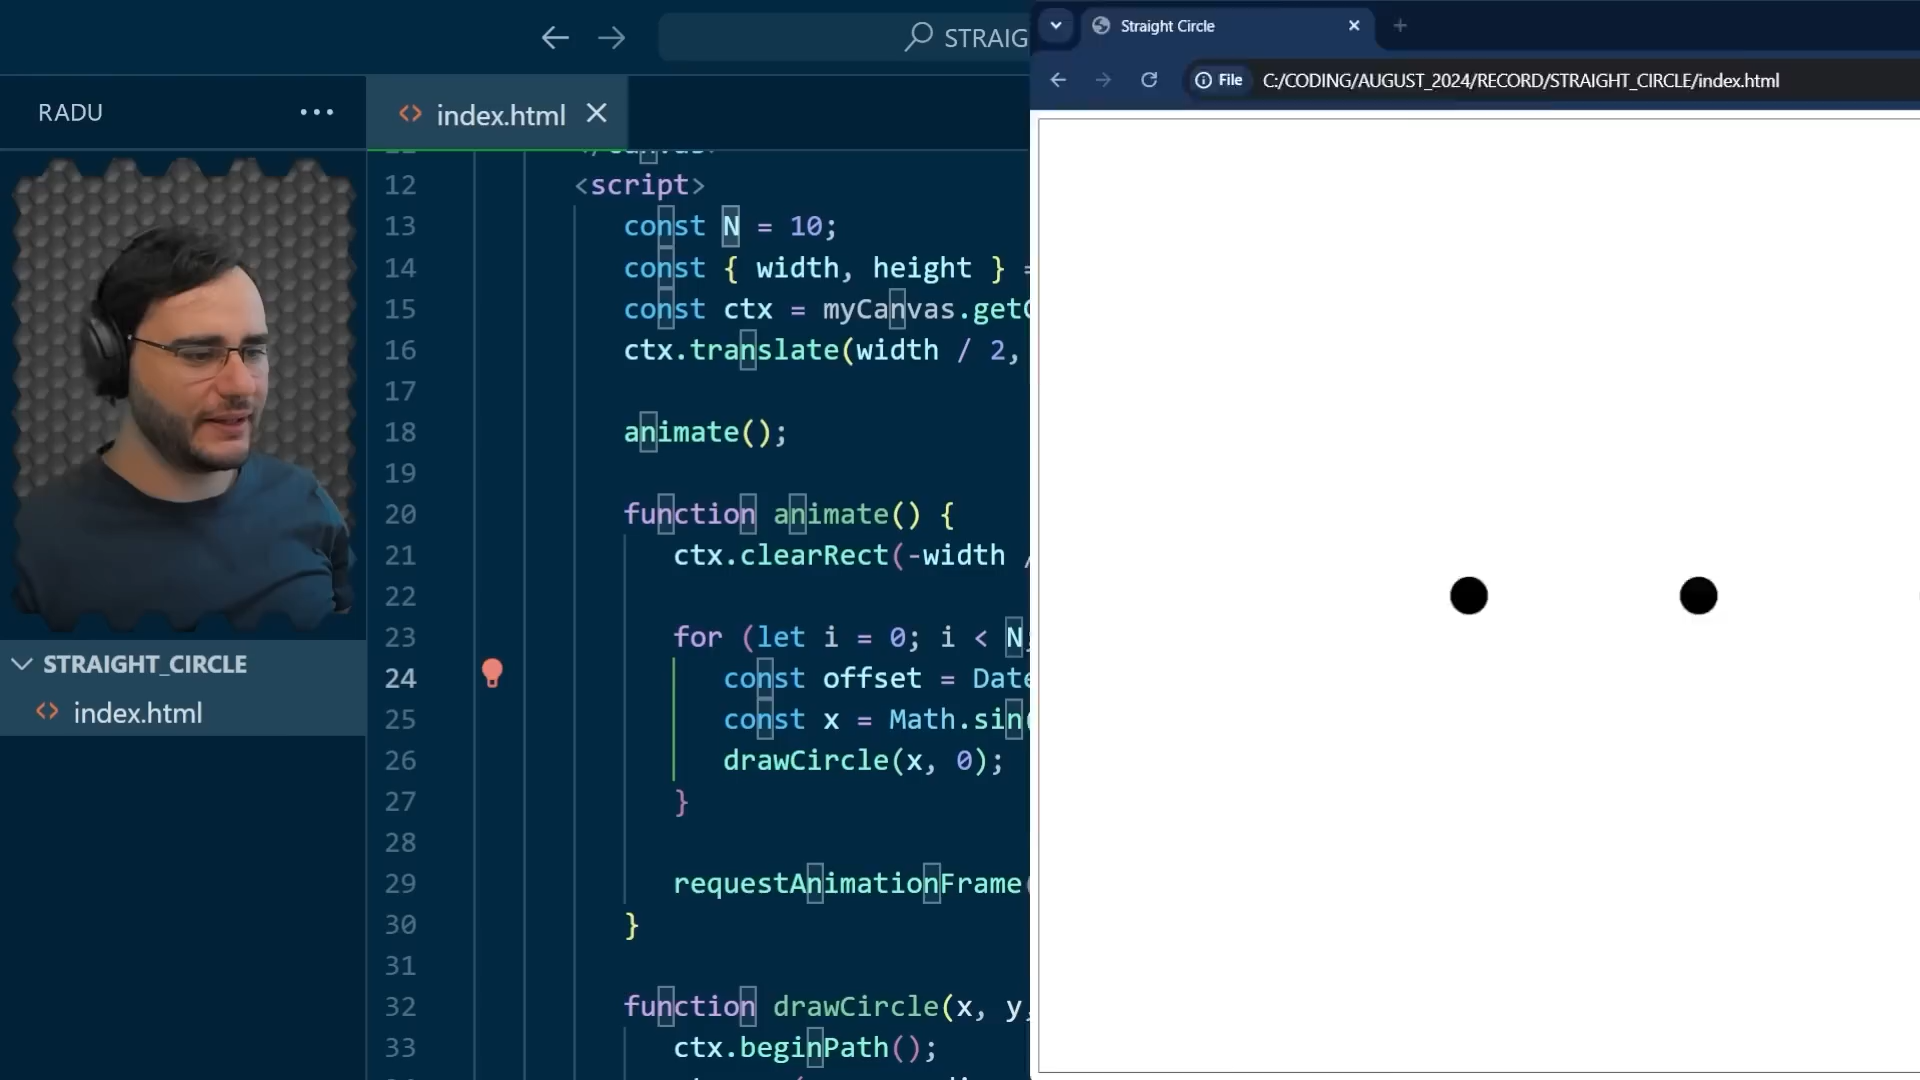 STRAIG
Straight Circle
File C:/CODING/AUGUST_2024/RECORD/STRAIGHT_CIRCLE/index.html
RADU
index.html
STRAIGHT_CIRCLE
index.html
12 <script>
13 const N = 10;
14 const { width, height } =
15 const ctx = myCanvas.getC
16 ctx.translate(width / 2,
17
18 animate();
19
20 function animate() {
21 ctx.clearRect(-width /
22
23 for (let i = 0; i < N;
24 const offset = Date
25 const x = Math.sin(
26 drawCircle(x, 0);
27 }
28
29 requestAnimationFrame(
30 }
31
32 function drawCircle(x, y,
33 ctx.beginPath();